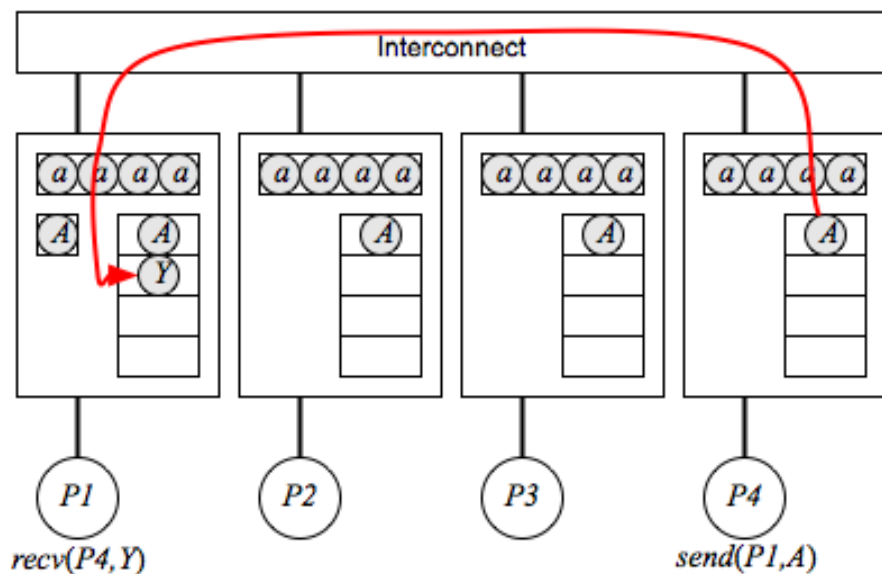 Interconnect
a a a a a a a a a a a a a a a a
A A A A A
Y
P1 P2 P3 P4
recv(P4,Y) send(P1,A)